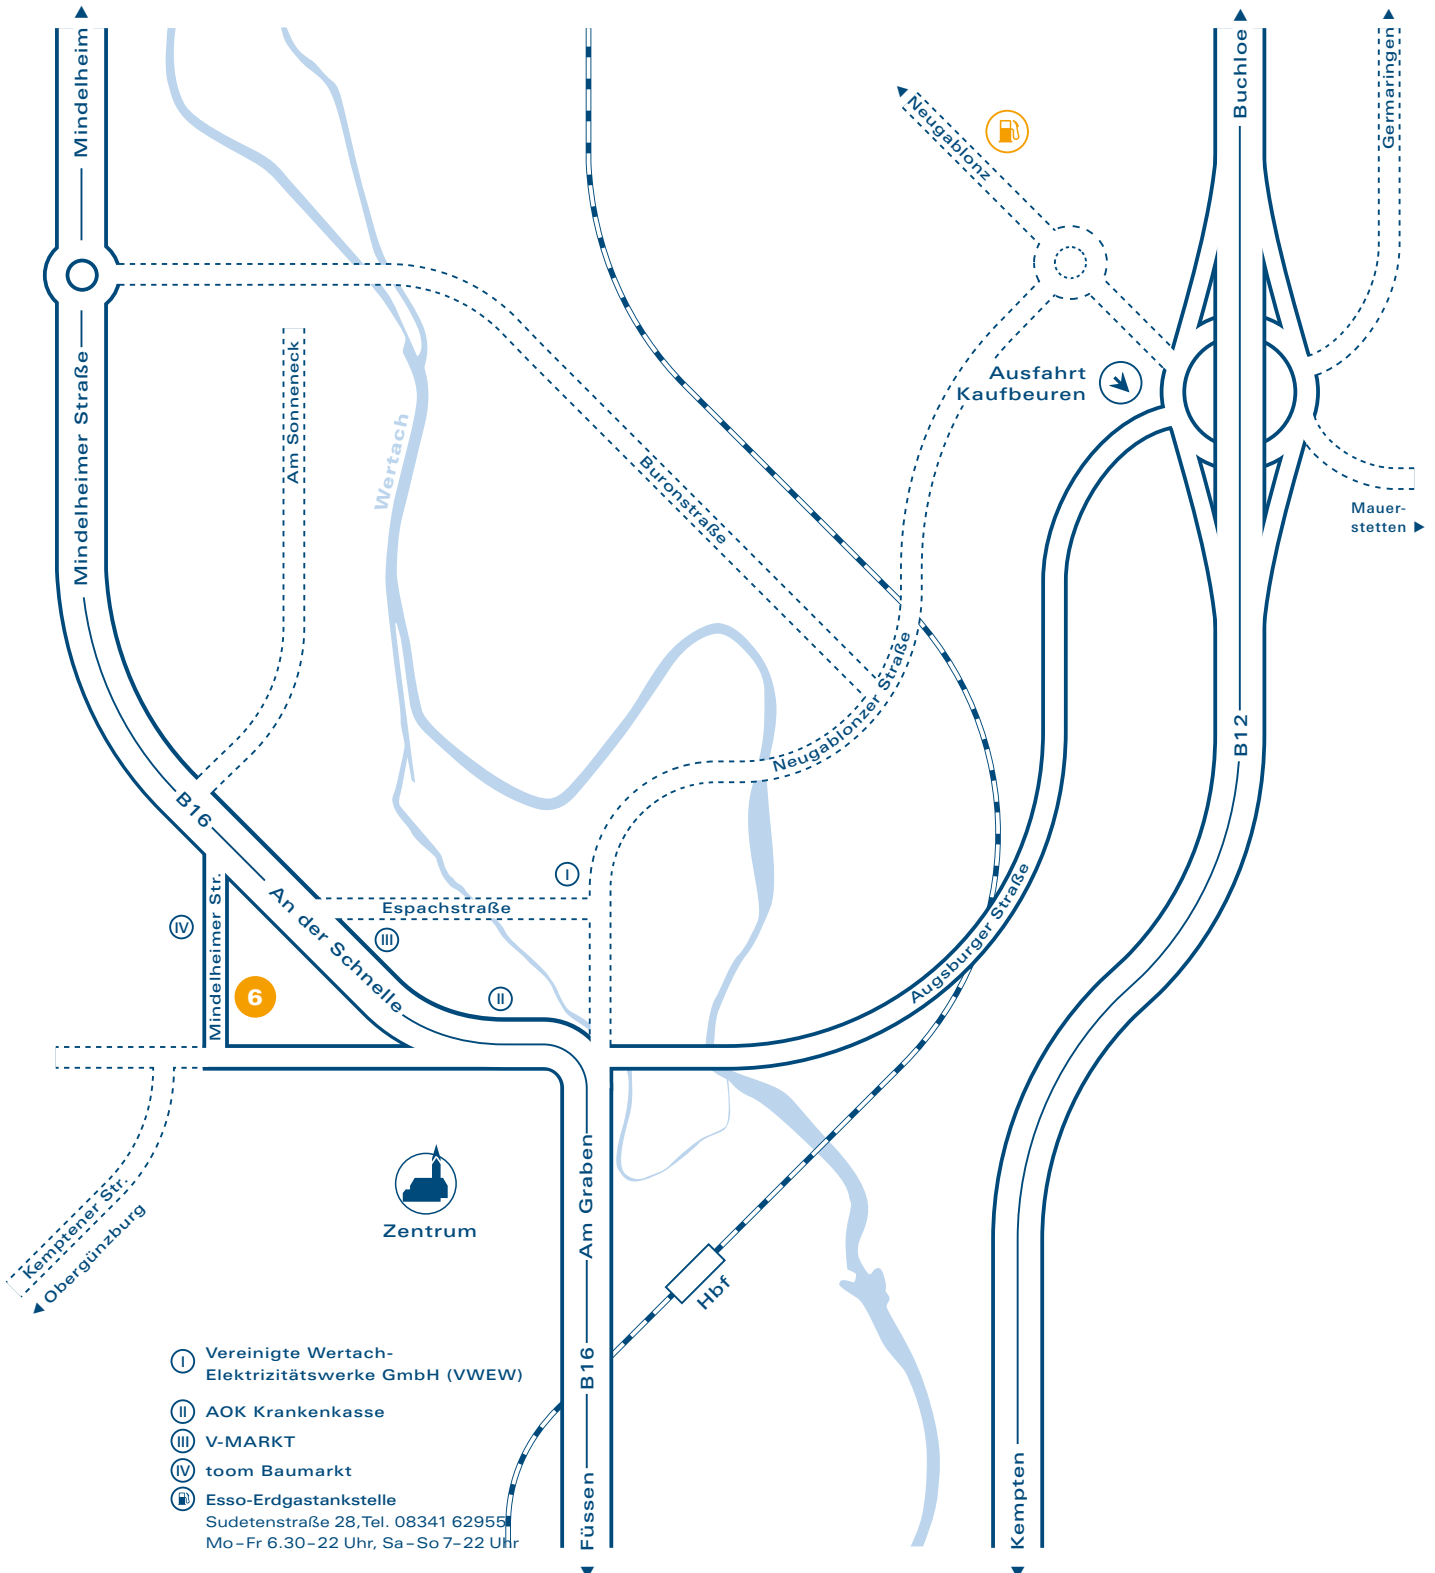 Mindelheim
Buchloe
Germaringen
Neugablonz
Mindelheimer Straße
Am Sonneck
Ausfahrt
Kaufbeuren
Wertach
Buronstraße
Mauer-
stetten
Neugablonzer Straße
B12
B16
An der Schnelle
I
Espachstraße
Mindelheimer Str.
IV
III
II
6
Augsburger Straße
Kemptener Str.
Obergünzburg
Zentrum
Am Graben
Hbf
B16
Füssen
Kempten
I Vereinigte Wertach-
Elektrizitätswerke GmbH (VWEW)
II AOK Krankenkasse
III V-MARKT
IV toom Baumarkt
Esso-Erdgastankstelle
Sudetenstraße 28, Tel. 08341 62955
Mo–Fr 6.30–22 Uhr, Sa–So 7–22 Uhr